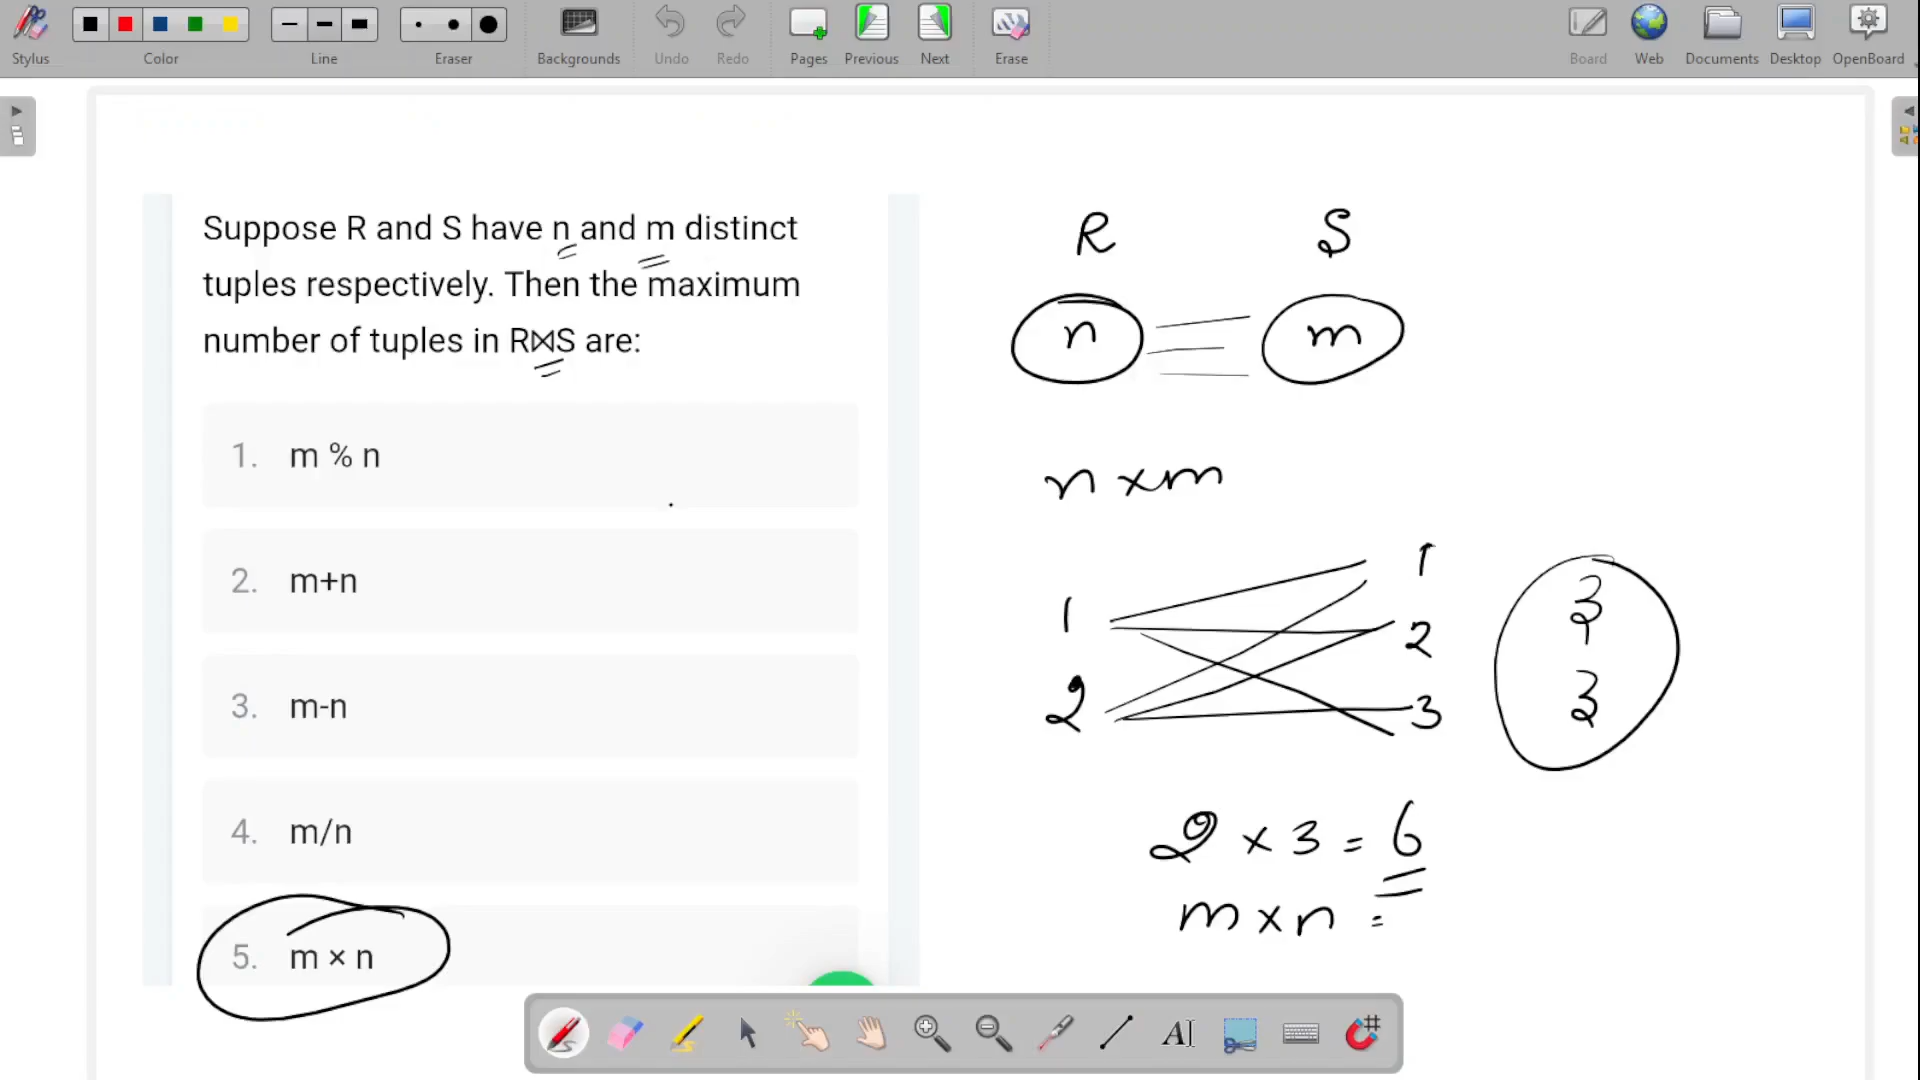 Stylus
Color
Line
Eraser
Backgrounds
Undo
Redo
Pages
Previous
Next
Erase
Board
Web
Documents
Desktop
OpenBoard
Suppose R and S have n and m distinct
tuples respectively. Then the maximum
number of tuples in R⋈S are:
1. m % n
2. m+n
3. m-n
4. m/n
5. m × n
R S
n m
n × m
1 1
2 2
3
3
3
2 × 3 = 6
m × n =
AI